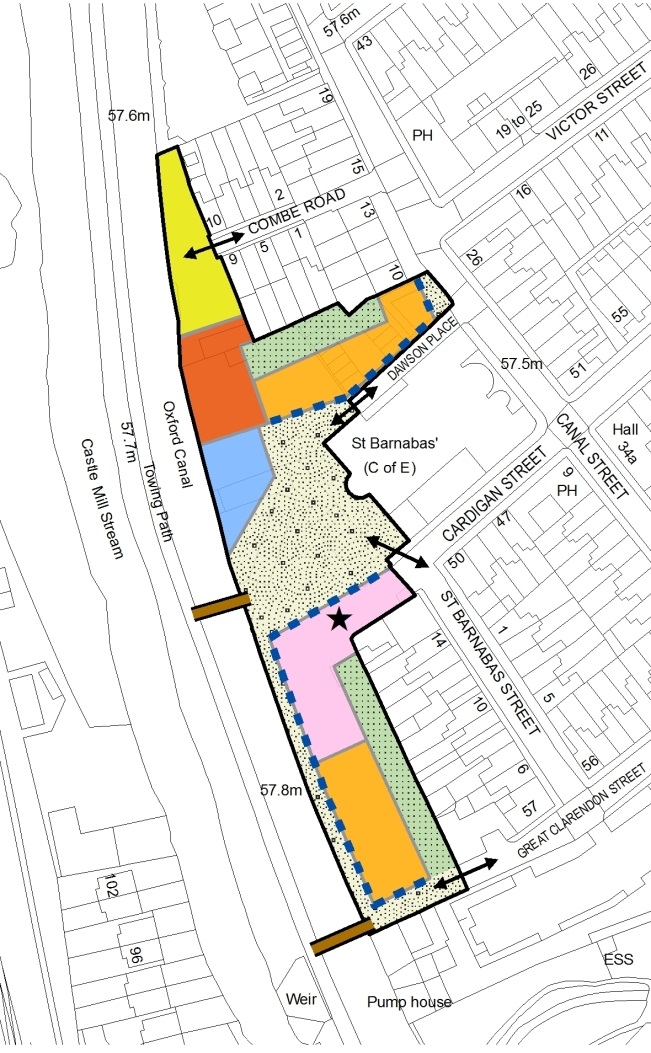 57.6m
43
26
VICTOR STREET
19 to 25
11
57.6m
19
PH
15
16
2
10
COMBE ROAD
13
1
5
9
26
10
55
57.5m
51
DAWSON PLACE
Oxford Canal
57.7m
Towing Path
Castle Mill Stream
St Barnabas'
(C of E)
CANAL STREET
Hall
34a
CARDIGAN STREET
9
PH
47
50
ST BARNABAS STREET
1
14
5
10
6
56
57
57.8m
GREAT CLARENDON STREET
102
96
ESS
Weir
Pump house